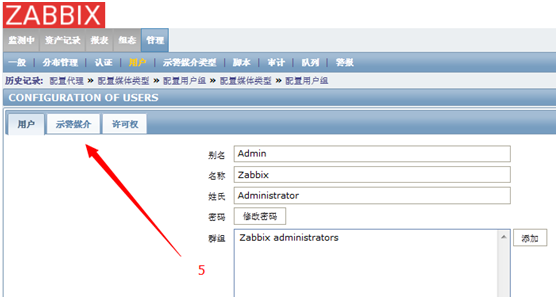 ZABBIX
监测中 资产记录 报表 组态 管理
一般 | 分布管理 | 认证 | 用户 | 示警媒介类型 | 脚本 | 审计 | 队列 | 警报
历史记录: 配置代理 » 配置媒体类型 » 配置用户组 » 配置媒体类型 » 配置用户组
CONFIGURATION OF USERS
用户 示警媒介 许可权
别名 Admin
名称 Zabbix
姓氏 Administrator
密码 修改密码
群组 Zabbix administrators 添加
5